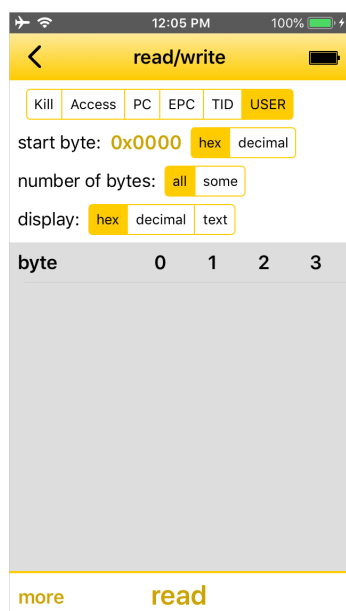 12:05 PM 100%
read/write
Kill Access PC EPC TID USER
start byte: 0x0000 hex decimal
number of bytes: all some
display: hex decimal text
byte 0 1 2 3
more read